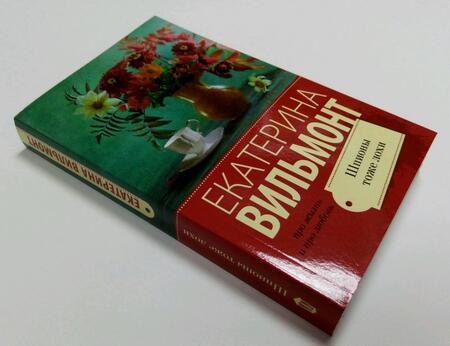 ЕКАТЕРИНА
ВИЛЬМОНТ
про жизнь
и про любовь
Шпионы
тоже лохи
ЕКАТЕРИНА ВИЛЬМОНТ
Шпионы тоже лохи